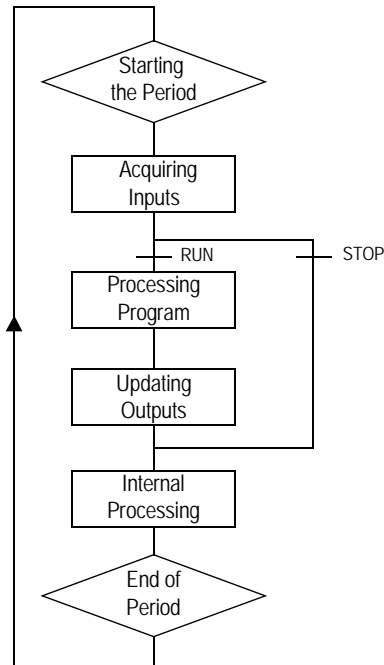 Starting
the Period
Acquiring
Inputs
RUN
STOP
Processing
Program
Updating
Outputs
Internal
Processing
End of
Period